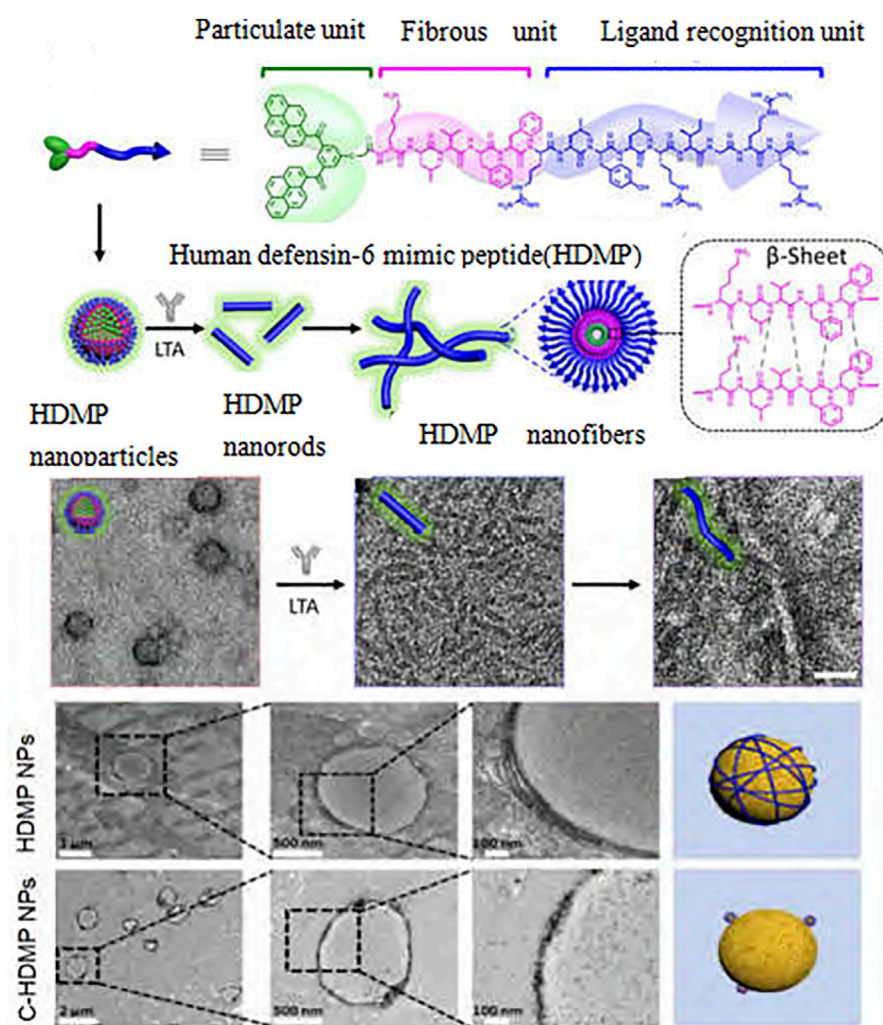 Particulate unit Fibrous unit Ligand recognition unit
Human defensin-6 mimic peptide(HDMP)
β-Sheet
LTA
HDMP nanoparticles
HDMP nanorods
HDMP nanofibers
LTA
HDMP NPs
1 μm
500 nm
100 nm
C-HDMP NPs
2 μm
500 nm
100 nm